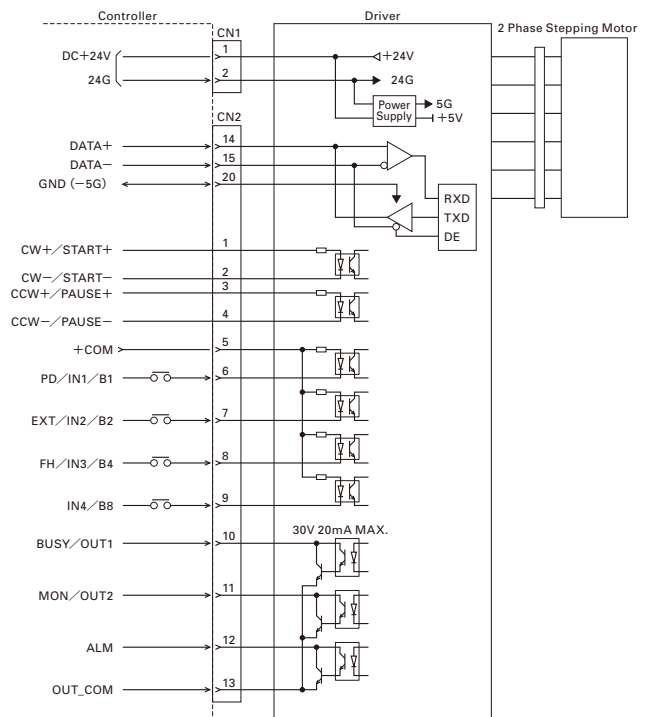 Controller
Driver
2 Phase Stepping Motor
CN1
DC+24V
1
+24V
24G
2
24G
Power
Supply
5G
+5V
CN2
DATA+
14
DATA−
15
GND (−5G)
20
RXD
TXD
DE
CW+/START+
1
CW−/START−
2
CCW+/PAUSE+
3
CCW−/PAUSE−
4
+COM
5
PD/IN1/B1
6
EXT/IN2/B2
7
FH/IN3/B4
8
IN4/B8
9
30V 20mA MAX.
BUSY/OUT1
10
MON/OUT2
11
ALM
12
OUT_COM
13